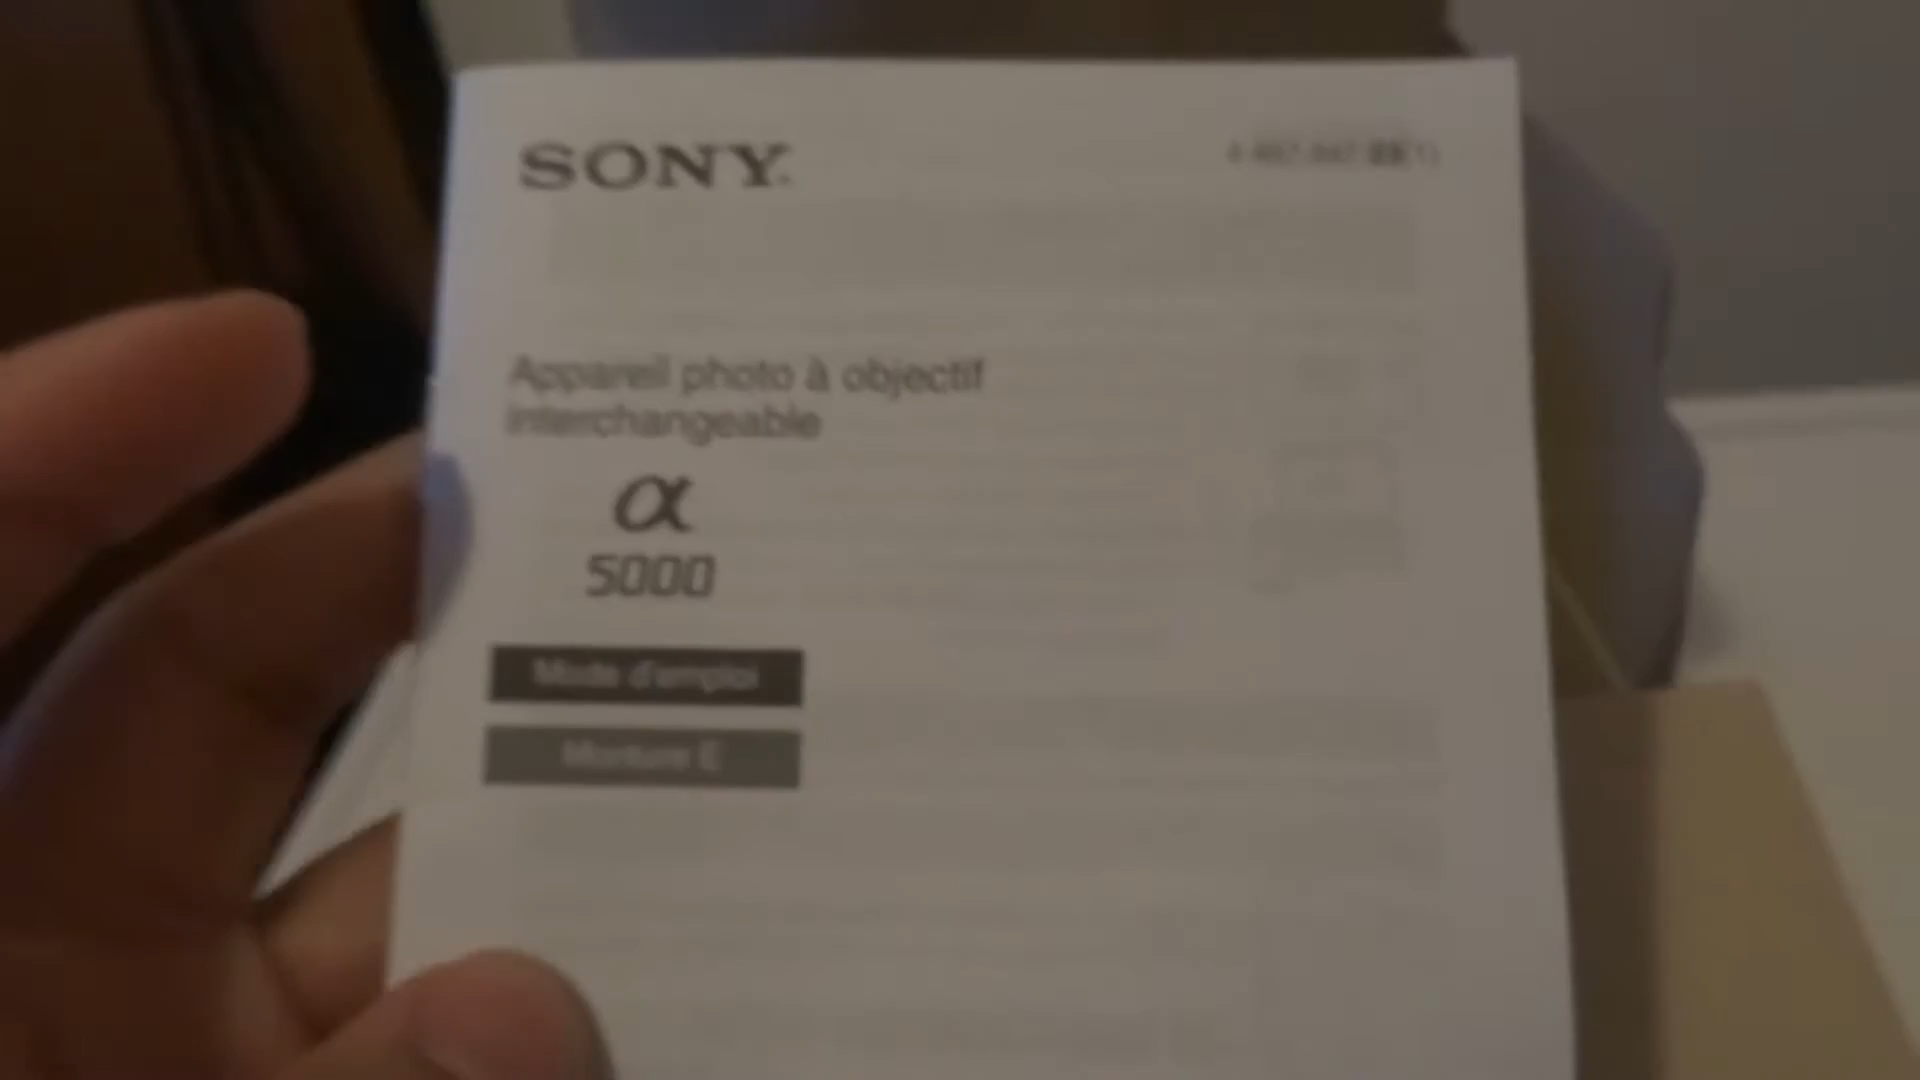 SONY
Appareil photo à objectif
interchangeable
α
5000
Mode d'emploi
Monture E